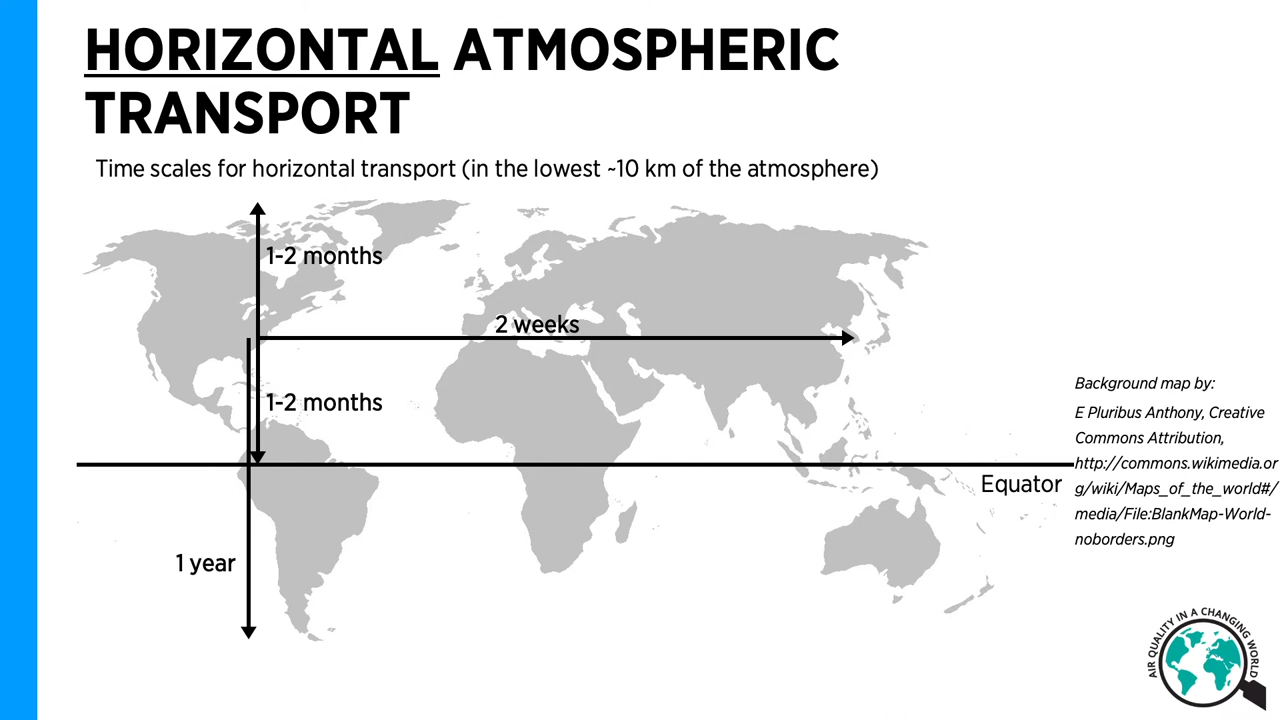 HORIZONTAL ATMOSPHERIC
TRANSPORT
Time scales for horizontal transport (in the lowest ~10 km of the atmosphere)
1-2 months
2 weeks
1-2 months
Equator
1 year
Background map by:
E Pluribus Anthony, Creative
Commons Attribution,
http://commons.wikimedia.or
g/wiki/Maps_of_the_world#/
media/File:BlankMap-World-
noborders.png
AIR QUALITY IN A CHANGING WORLD